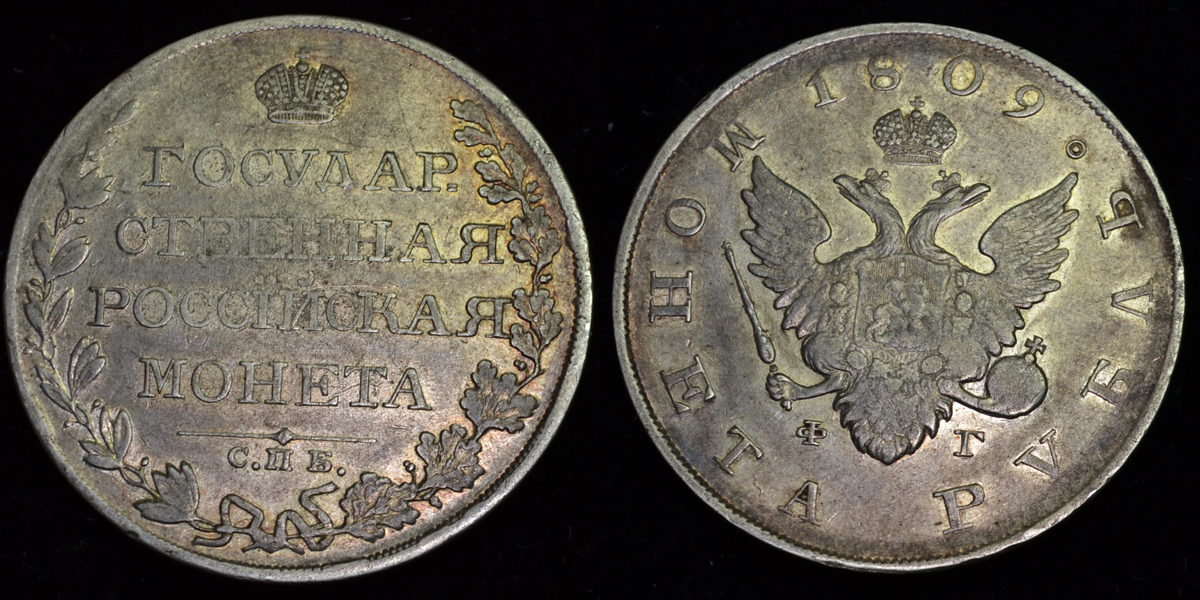 ГОСУДАР.
СТВЕННАЯ
РОССІЙСКАЯ
МОНЕТА
С.П Б.
МОНЕТА РУБЛЬ
1809.
Ф Г